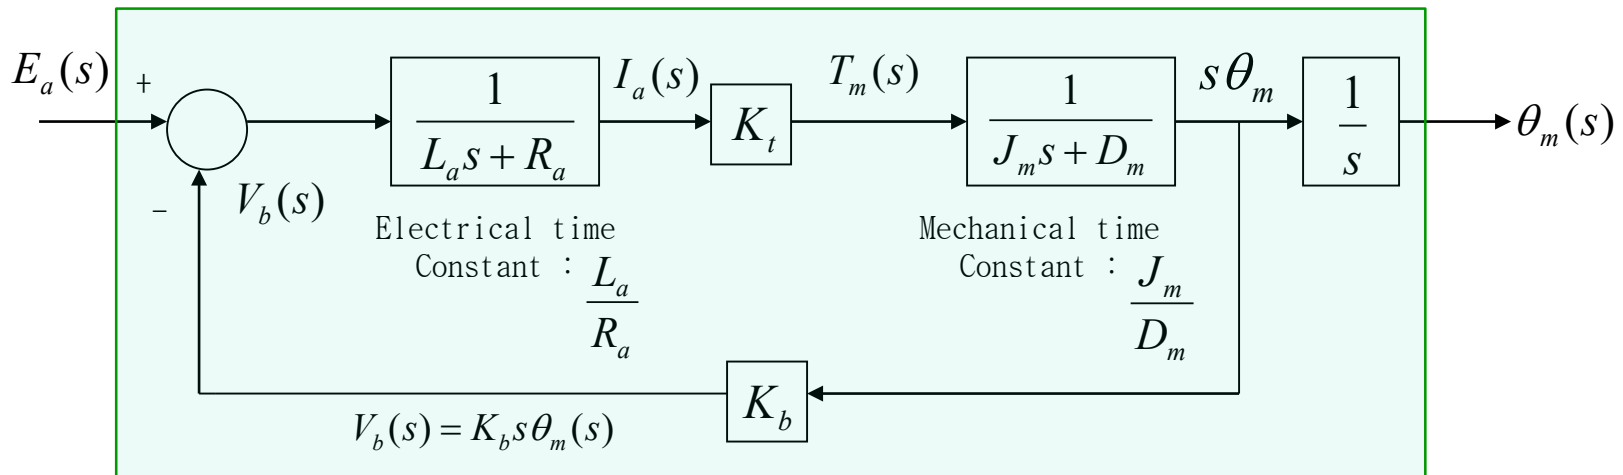 E_a(s)
+
−
V_b(s)
1
L_a s + R_a
I_a(s)
K_t
T_m(s)
1
J_m s + D_m
sθ_m
1
s
θ_m(s)
Electrical time
Constant : L_a
R_a
Mechanical time
Constant : J_m
D_m
K_b
V_b(s) = K_b sθ_m(s)